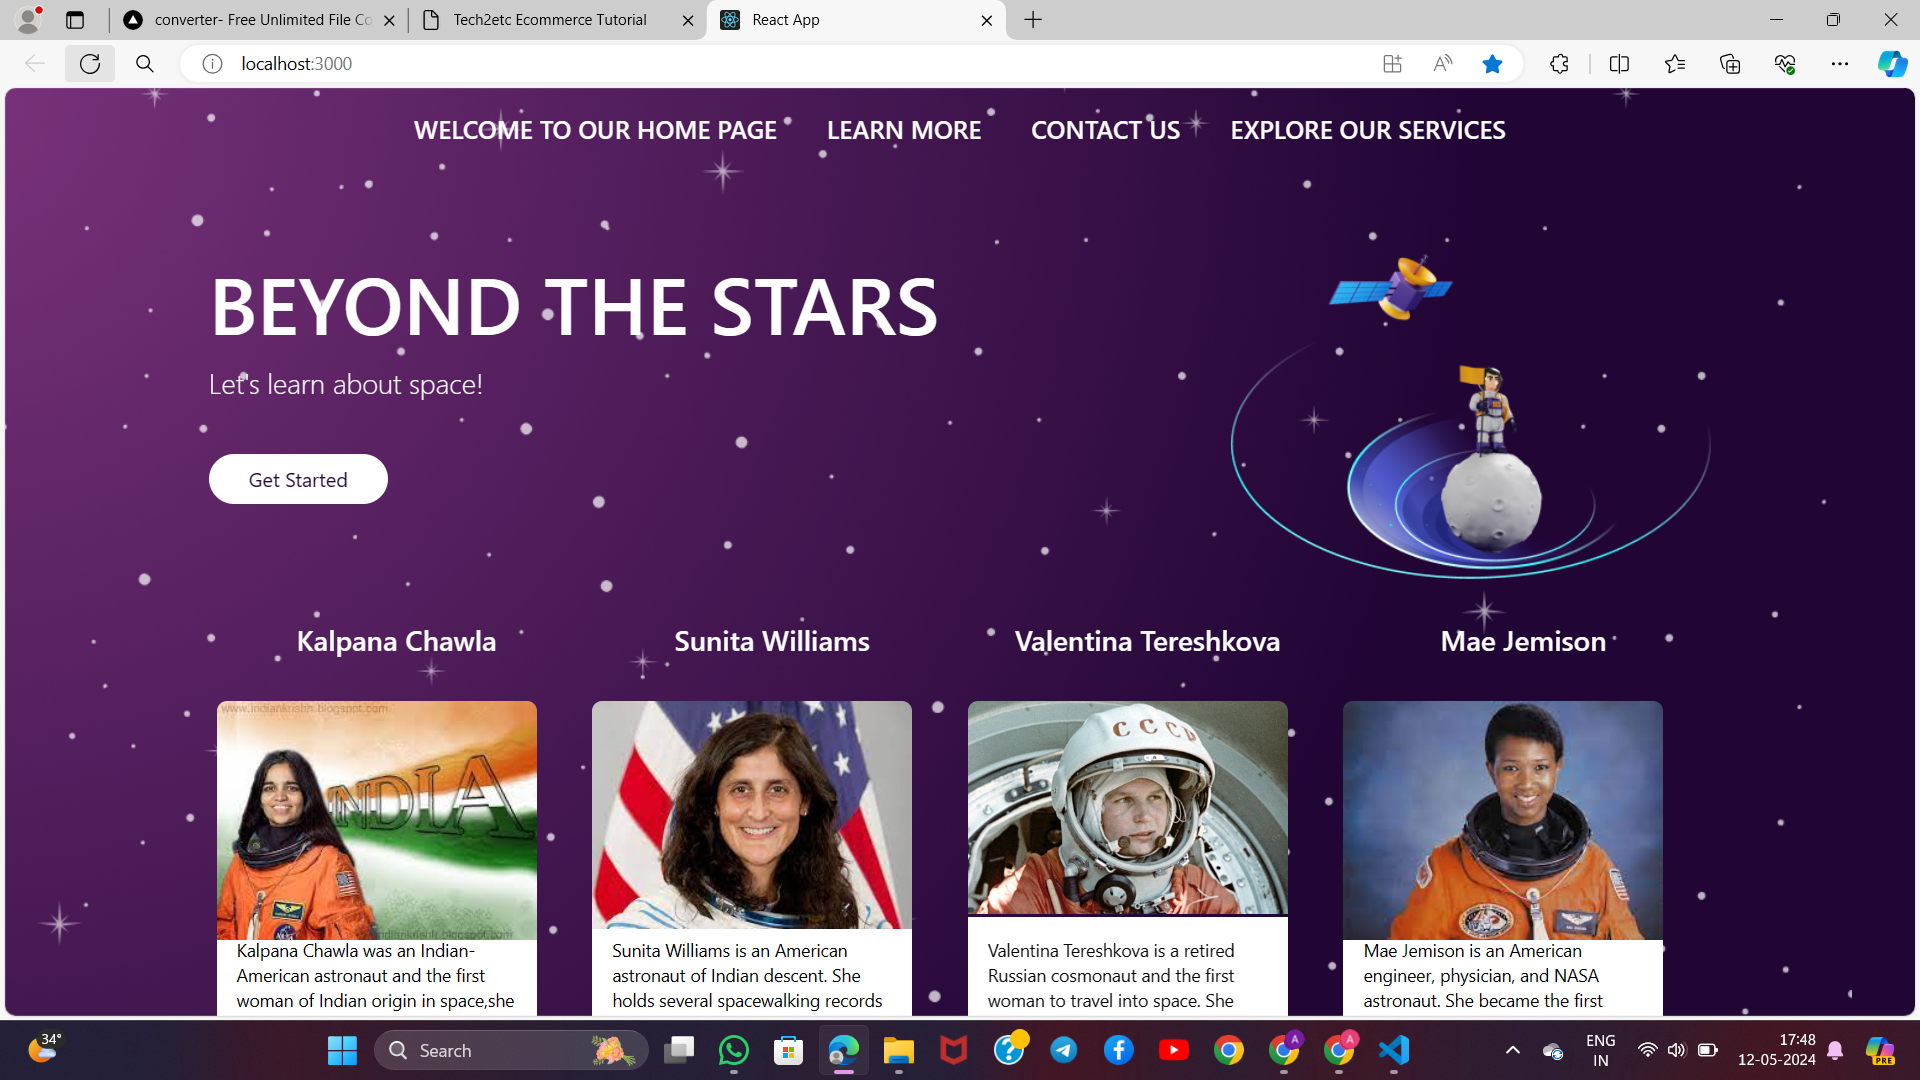 converter- Free Unlimited File Co
Tech2etc Ecommerce Tutorial
React App
localhost:3000
WELCOME TO OUR HOME PAGE LEARN MORE CONTACT US EXPLORE OUR SERVICES
BEYOND THE STARS
Let's learn about space!
Get Started
Kalpana Chawla
Sunita Williams
Valentina Tereshkova
Mae Jemison
www.indiankrishh.blogspot.com
INDIA
indiankrishh.blogspot.com
CCCP
Kalpana Chawla was an Indian-
American astronaut and the first
woman of Indian origin in space,she
Sunita Williams is an American
astronaut of Indian descent. She
holds several spacewalking records
Valentina Tereshkova is a retired
Russian cosmonaut and the first
woman to travel into space. She
Mae Jemison is an American
engineer, physician, and NASA
astronaut. She became the first
34°
Search
A
A
ENG
IN
17:48
12-05-2024
PRE